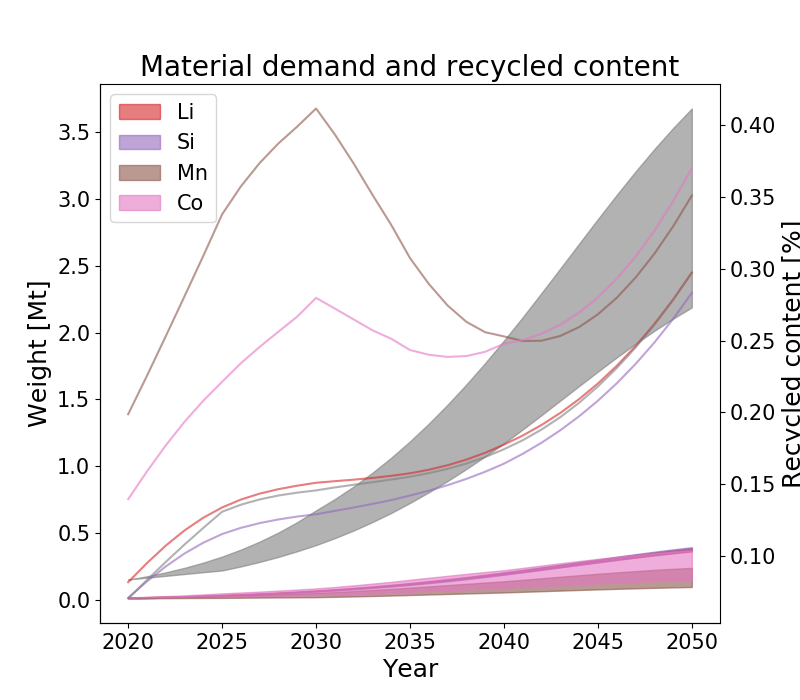 Material demand and recycled content
Li
Si
Mn
Co
3.5
3.0
2.5
2.0
1.5
1.0
0.5
0.0
Weight [Mt]
0.40
0.35
0.30
0.25
0.20
0.15
0.10
Recycled content [%]
2020 2025 2030 2035 2040 2045 2050
Year